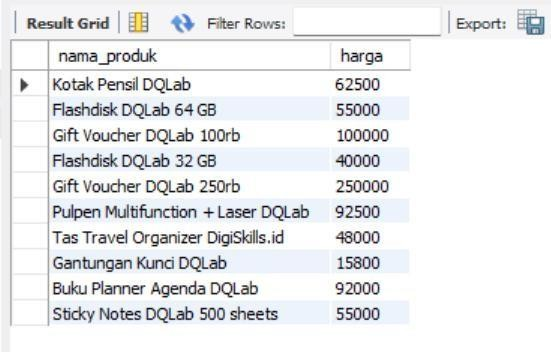 Result Grid Filter Rows: Export:
nama_produk harga
Kotak Pensil DQLab 62500
Flashdisk DQLab 64 GB 55000
Gift Voucher DQLab 100rb 100000
Flashdisk DQLab 32 GB 40000
Gift Voucher DQLab 250rb 250000
Pulpen Multifunction + Laser DQLab 92500
Tas Travel Organizer DigiSkills.id 48000
Gantungan Kunci DQLab 15800
Buku Planner Agenda DQLab 92000
Sticky Notes DQLab 500 sheets 55000